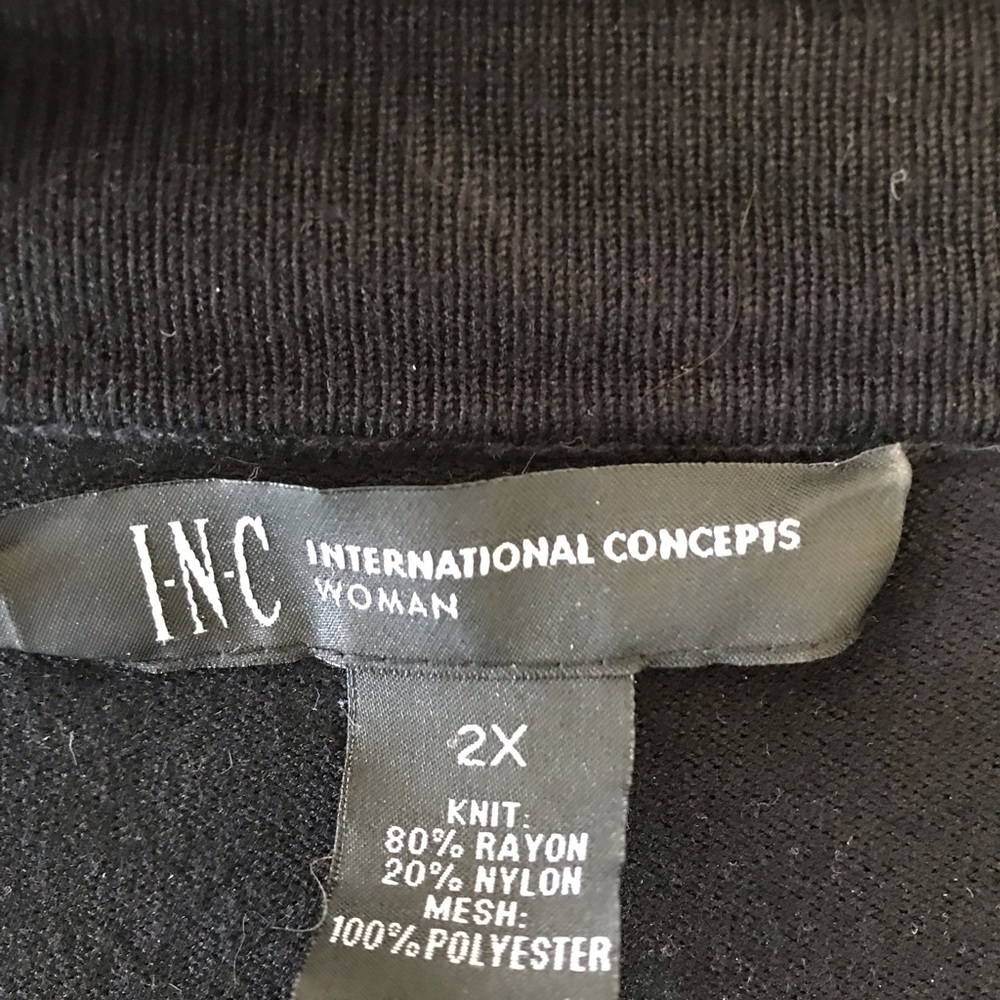 I-N-C INTERNATIONAL CONCEPTS
WOMAN
2X
KNIT:
80% RAYON
20% NYLON
MESH:
100% POLYESTER